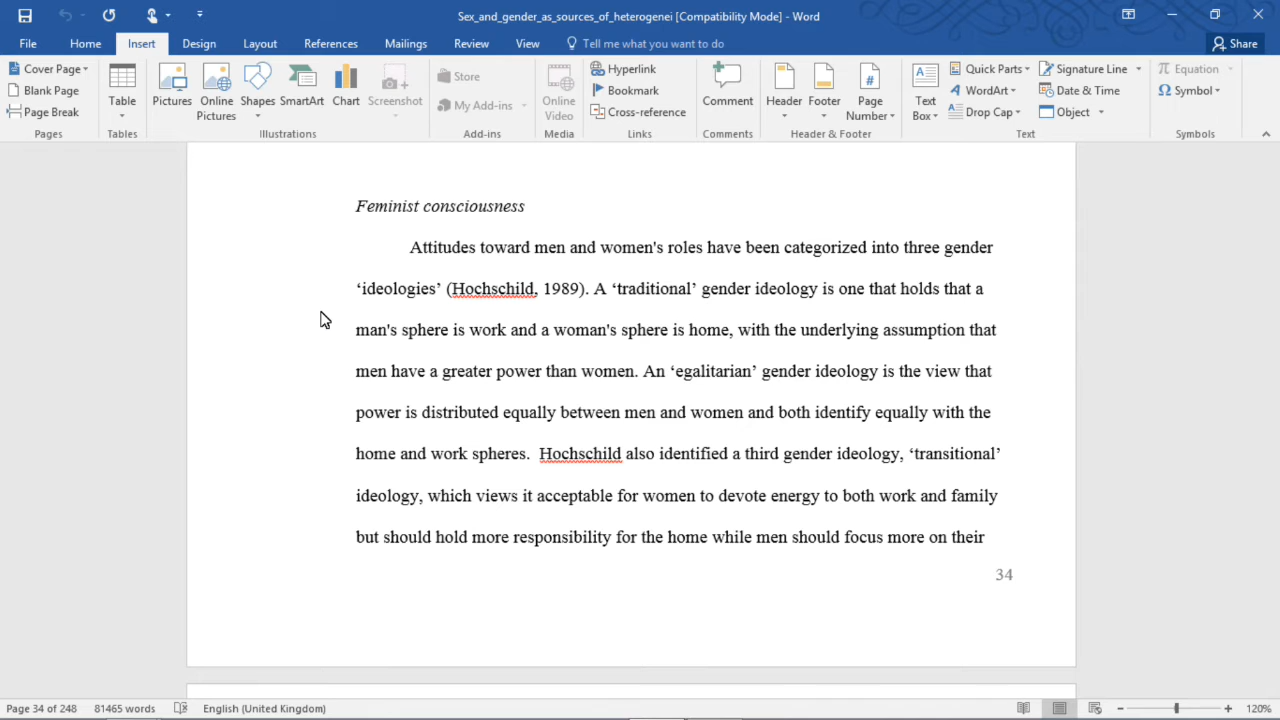 Sex_and_gender_as_sources_of_heterogenei [Compatibility Mode] - Word
File Home Insert Design Layout References Mailings Review View Tell me what you want to do Share
Cover Page
Blank Page
Page Break
Pages
Table
Tables
Pictures
Online Pictures
Shapes
SmartArt
Chart
Screenshot
Illustrations
Store
My Add-ins
Add-ins
Online Video
Media
Hyperlink
Bookmark
Cross-reference
Links
Comment
Comments
Header
Footer
Page Number
Header & Footer
Text Box
Quick Parts
WordArt
Drop Cap
Signature Line
Date & Time
Object
Text
Equation
Symbol
Symbols
Feminist consciousness
Attitudes toward men and women's roles have been categorized into three gender
‘ideologies’ (Hochschild, 1989). A ‘traditional’ gender ideology is one that holds that a
man's sphere is work and a woman's sphere is home, with the underlying assumption that
men have a greater power than women. An ‘egalitarian’ gender ideology is the view that
power is distributed equally between men and women and both identify equally with the
home and work spheres.  Hochschild also identified a third gender ideology, ‘transitional’
ideology, which views it acceptable for women to devote energy to both work and family
but should hold more responsibility for the home while men should focus more on their
34
Page 34 of 248 81465 words English (United Kingdom) 120%